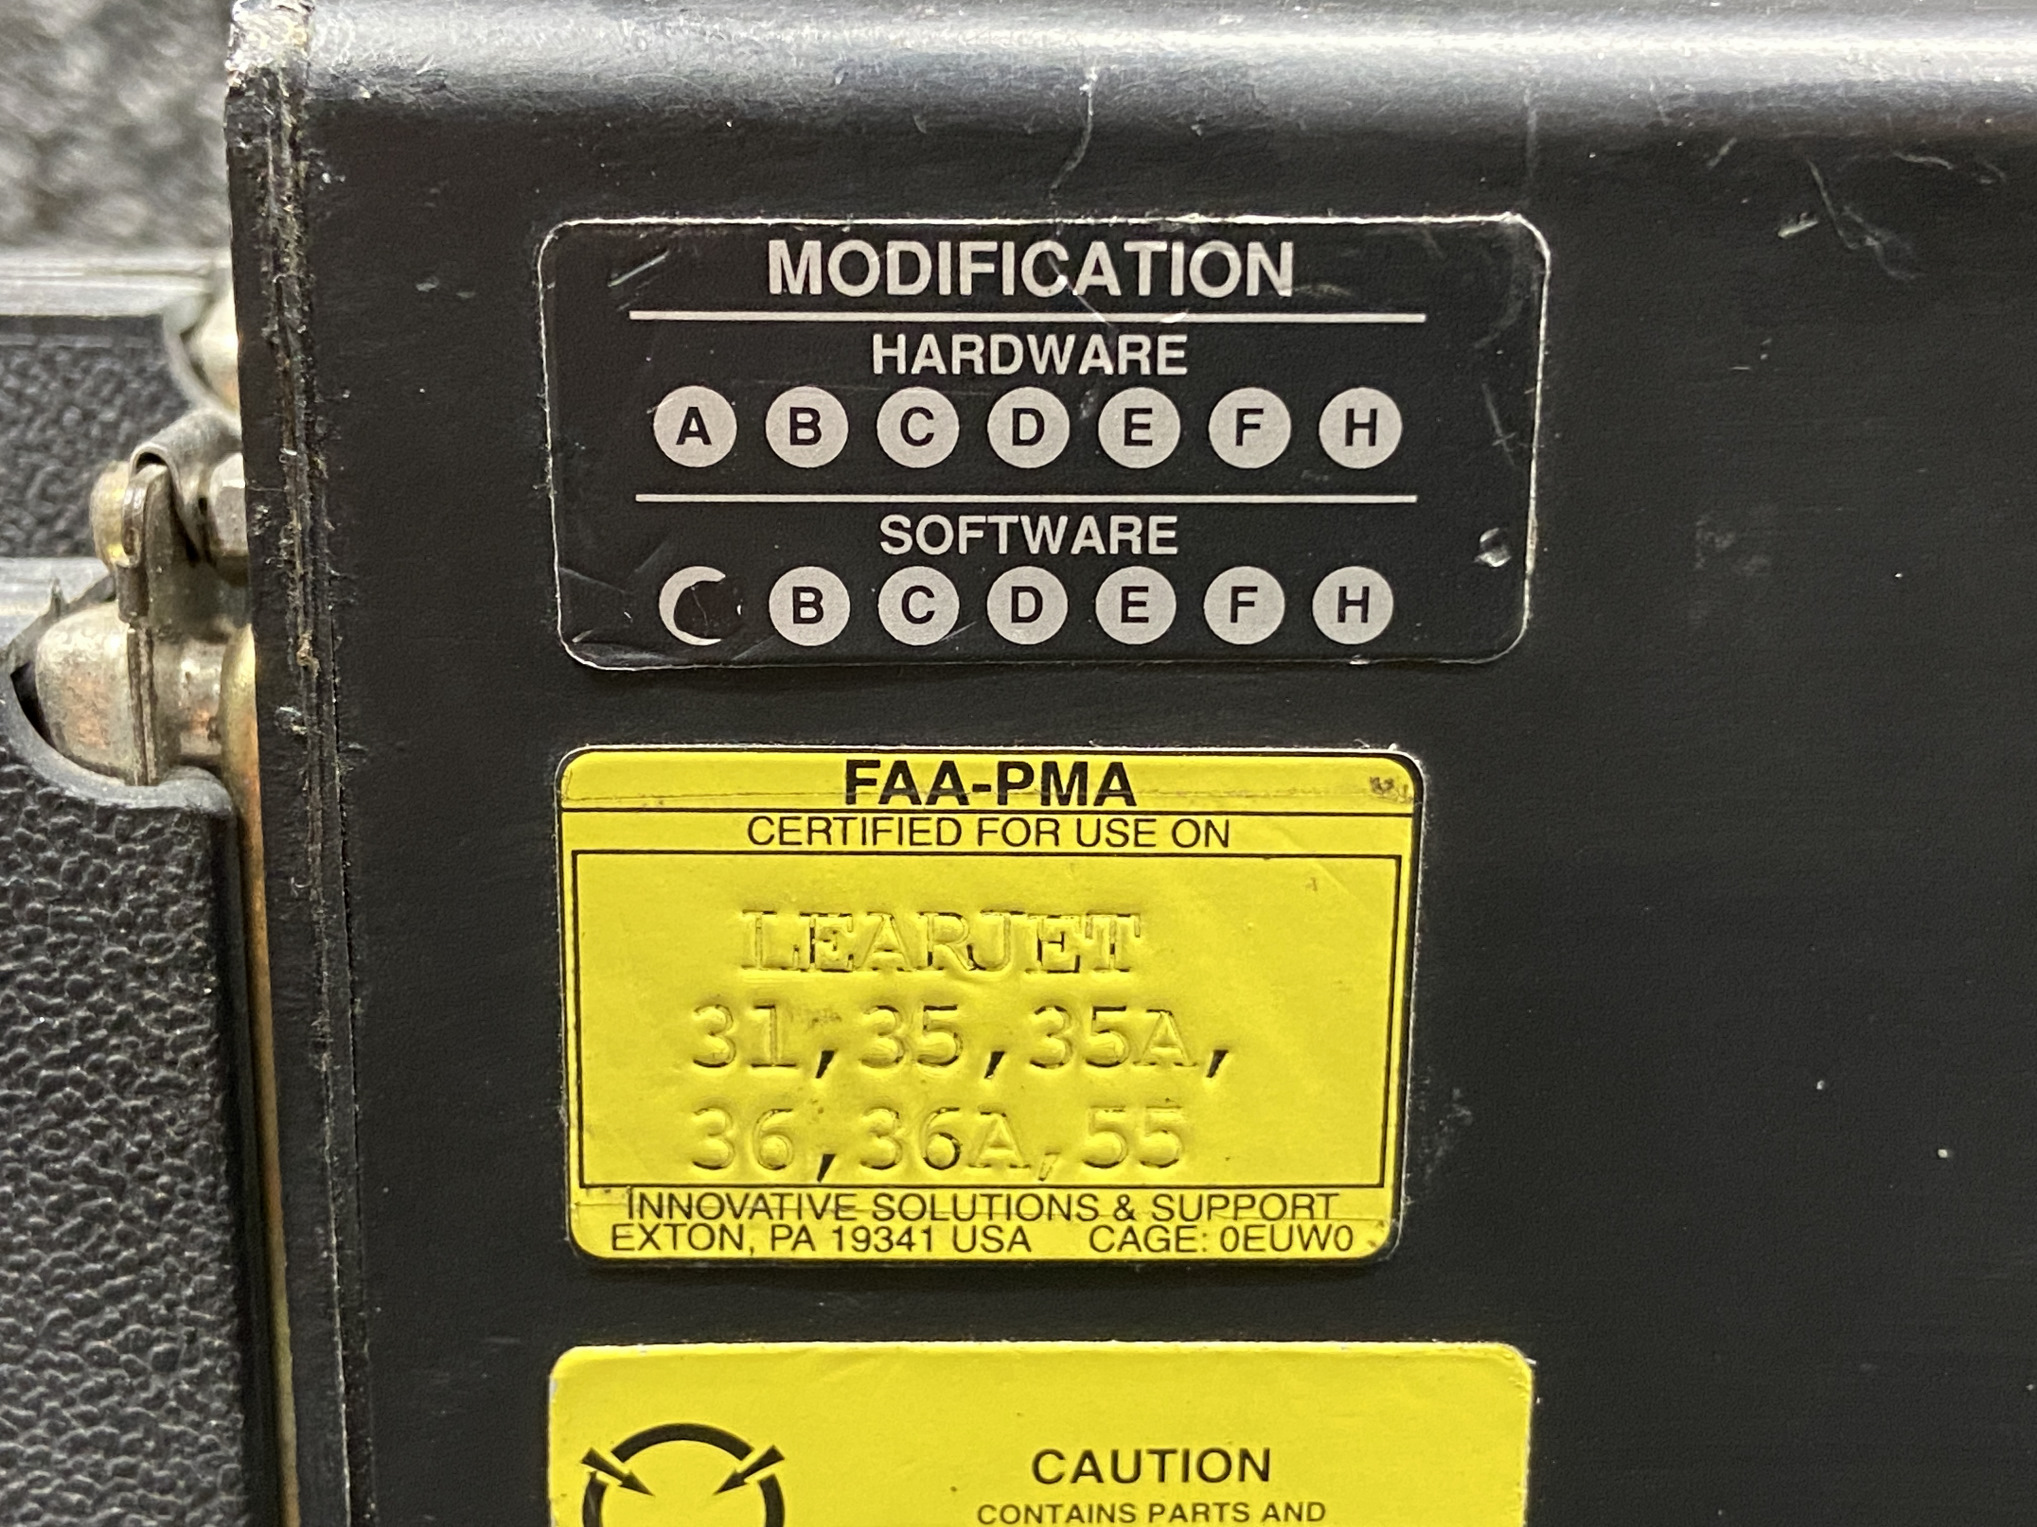 MODIFICATION
HARDWARE
A B C D E F H
SOFTWARE
B C D E F H
FAA-PMA
CERTIFIED FOR USE ON
LEARJET
31,35,35A,
36,36A,55
INNOVATIVE SOLUTIONS & SUPPORT
EXTON, PA 19341 USA CAGE: 0EUW0
CAUTION
CONTAINS PARTS AND